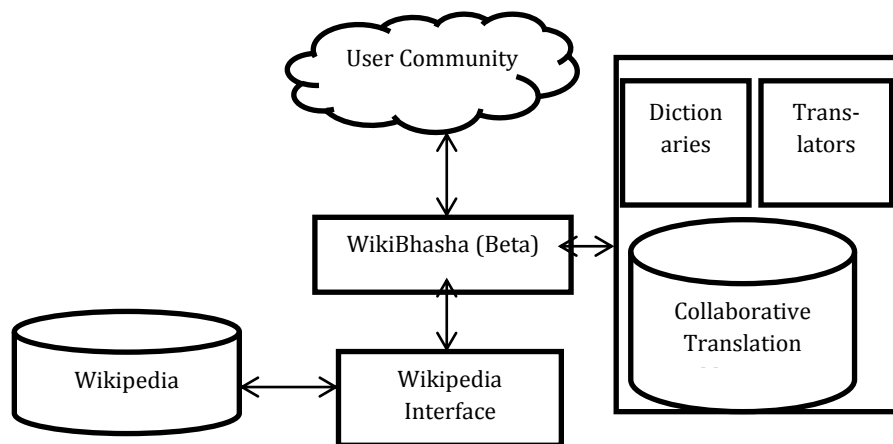 User Community
Diction
aries
Trans-
lators
WikiBhasha (Beta)
Collaborative
Translation
Wikipedia
Wikipedia
Interface